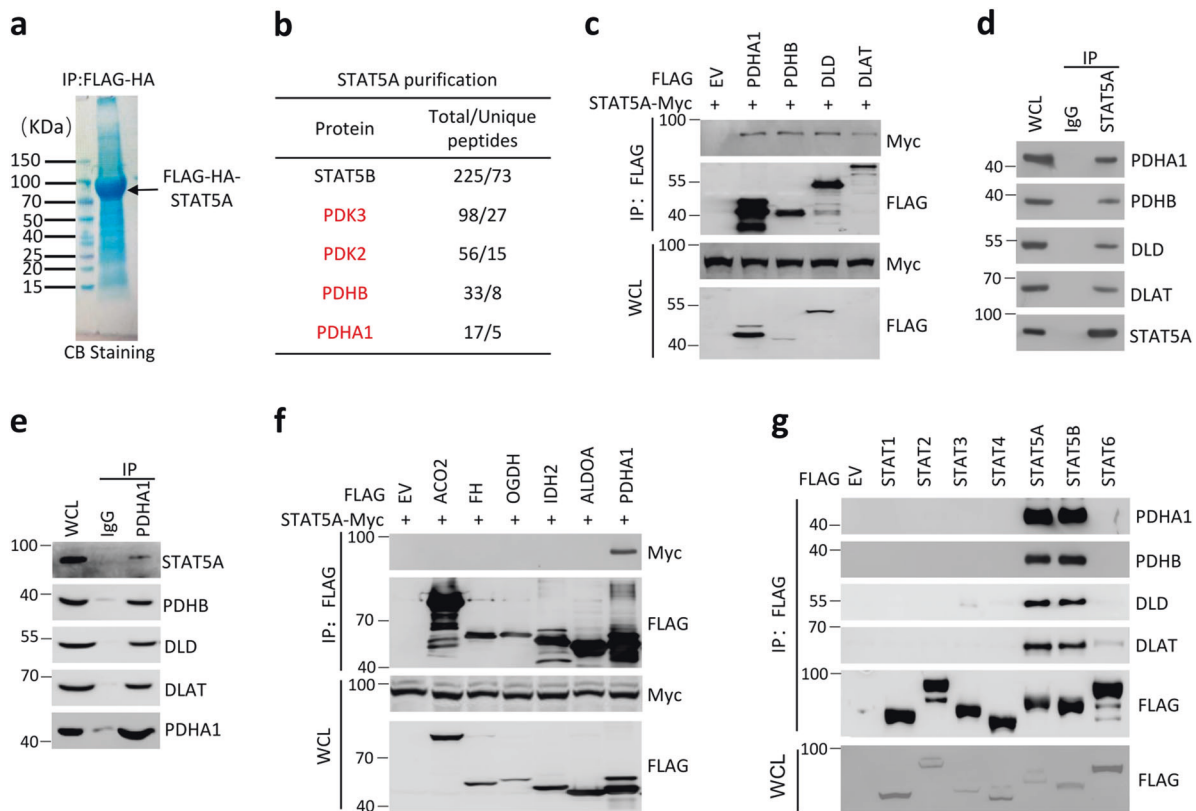 a
IP:FLAG-HA
(KDa)
150
100
70
50
40
25
20
15
FLAG-HA-
STAT5A
CB Staining
b
STAT5A purification
Protein
Total/Unique
peptides
STAT5B 225/73
PDK3 98/27
PDK2 56/15
PDHB 33/8
PDHA1 17/5
c
FLAG EV PDHA1 PDHB DLD DLAT
STAT5A-Myc + + + + +
IP: FLAG
100
Myc
55
40
FLAG
WCL
100
Myc
55
40
FLAG
d
IP
WCL IgG STAT5A
40 PDHA1
40 PDHB
55 DLD
70 DLAT
100 STAT5A
e
IP
WCL IgG PDHA1
100 STAT5A
40 PDHB
55 DLD
70 DLAT
40 PDHA1
f
FLAG EV ACO2 FH OGDH IDH2 ALDOA PDHA1
STAT5A-Myc + + + + + + +
IP: FLAG
100
Myc
70
40
FLAG
WCL
100
Myc
70
40
FLAG
g
FLAG EV STAT1 STAT2 STAT3 STAT4 STAT5A STAT5B STAT6
IP: FLAG
40 PDHA1
40 PDHB
55 DLD
70 DLAT
100 FLAG
WCL
100 FLAG